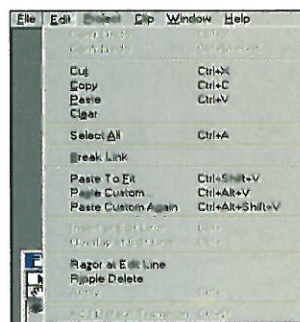 File Edit Project Clip Window Help
Cut Ctrl+X
Copy Ctrl+C
Paste Ctrl+V
Clear
Select All Ctrl+A
Break Link
Paste To Fit Ctrl+Shift+V
Paste Custom... Ctrl+Alt+V
Paste Custom Again Ctrl+Alt+Shift+V
Razor at Edit Line
Ripple Delete